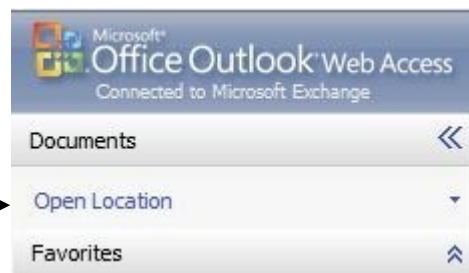 Microsoft®
Office Outlook® Web Access
Connected to Microsoft Exchange
Documents
Open Location
Favorites